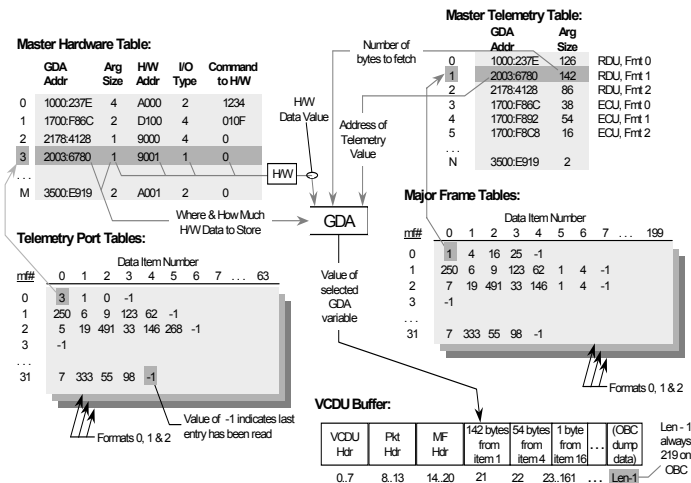 Master Telemetry Table:
GDA Addr Arg Size
0 1000:237E 126 RDU, Fmt 0
1 2003:6780 142 RDU, Fmt 1
2 2178:4128 86 RDU, Fmt 2
3 1700:F86C 38 ECU, Fmt 0
4 1700:F892 54 ECU, Fmt 1
5 1700:F8C8 16 ECU, Fmt 2
. . .
N 3500:E919 2
Master Hardware Table:
GDA Addr Arg Size H/W Addr I/O Type Command to H/W
0 1000:237E 4 A000 2 1234
1 1700:F86C 2 D100 4 010F
2 2178:4128 1 9000 4 0
3 2003:6780 1 9001 1 0
. . .
M 3500:E919 2 A001 2 0
Number of
bytes to fetch
H/W
Data Value
Address of
Telemetry
Value
H/W
Where & How Much
H/W Data to Store
GDA
Value of
selected
GDA
variable
Telemetry Port Tables:
Data Item Number
mf# 0 1 2 3 4 5 6 7 . . . 63
0 3 1 0 -1
1 250 6 9 123 62 -1
2 5 19 491 33 146 268 -1
3 -1
. . .
31 7 333 55 98 -1
Formats 0, 1 & 2
Value of -1 indicates last
entry has been read
Major Frame Tables:
Data Item Number
mf# 0 1 2 3 4 5 6 7 . . . 199
0 1 4 16 25 -1
1 250 6 9 123 62 1 4 -1
2 7 19 491 33 146 1 4 -1
3 -1
. . .
31 7 333 55 98 -1
Formats 0, 1 & 2
VCDU Buffer:
VCDU Hdr Pkt Hdr MF Hdr 142 bytes from item 1 54 bytes from item 4 1 byte from item 16 . . . (OBC dump data)
0..7 8..13 14..20 21 22 23..161 . . . Len-1
Len - 1
always
219 on
OBC